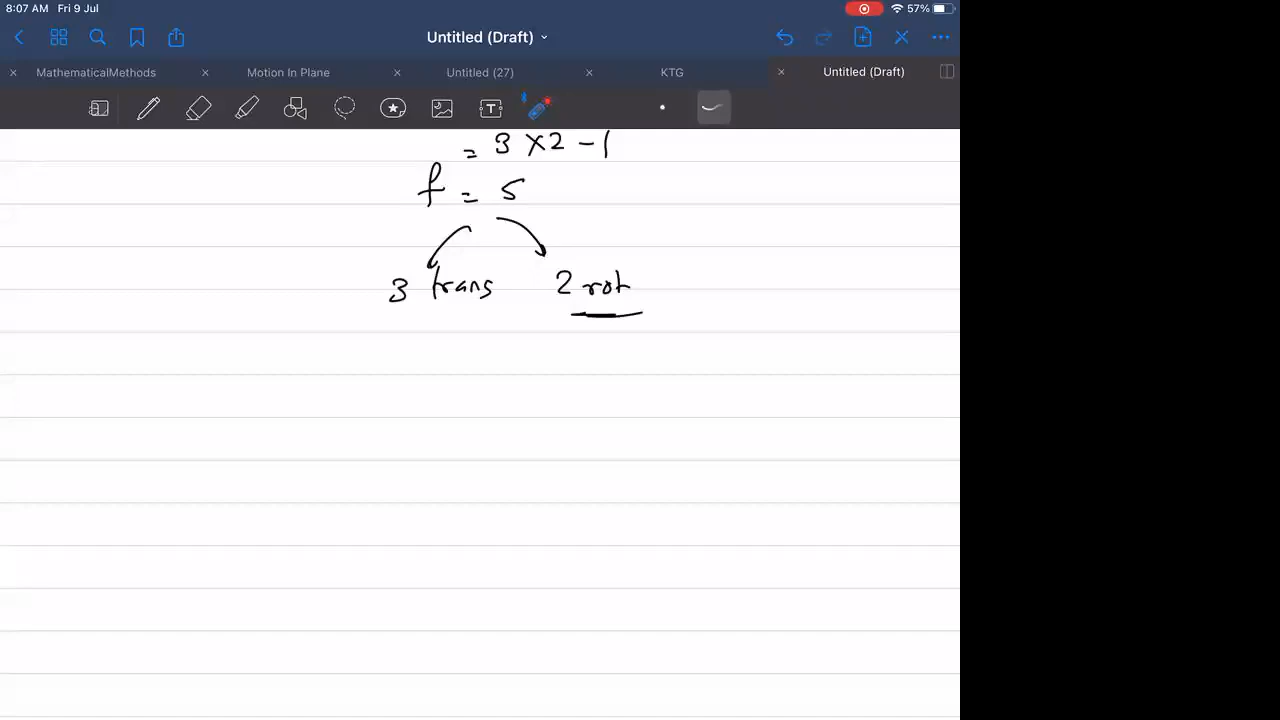 8:07 AM Fri 9 Jul 57%
Untitled (Draft)
MathematicalMethods Motion In Plane Untitled (27) KTG Untitled (Draft)
= 3 × 2 - 1
f = 5
3 trans 2 rot